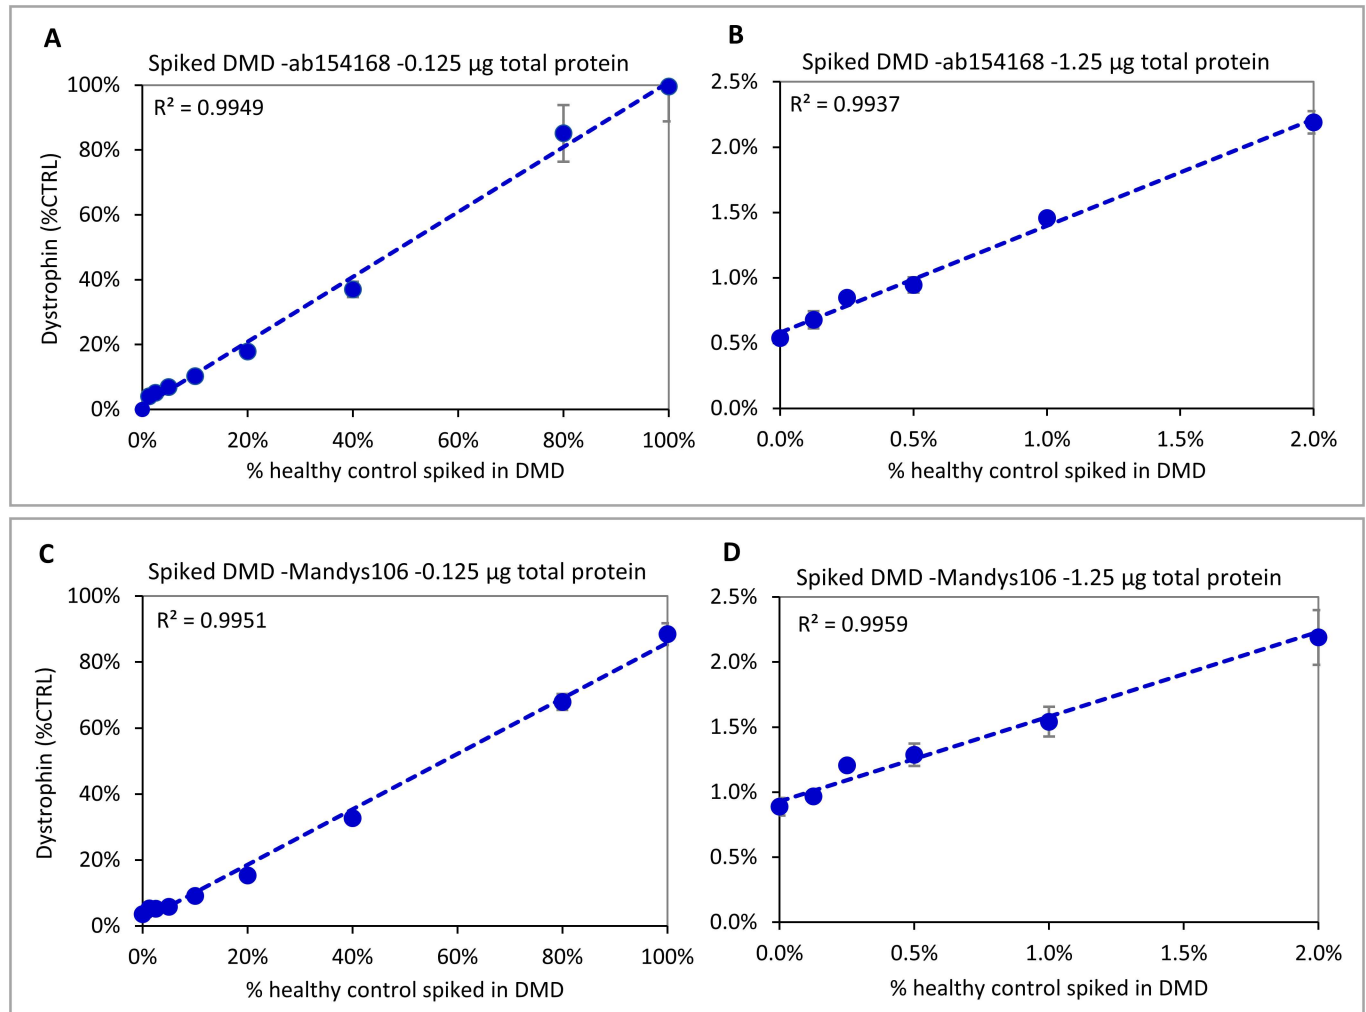 A
Spiked DMD -ab154168 -0.125 µg total protein
R² = 0.9949
Dystrophin (%CTRL)
100%
80%
60%
40%
20%
0%
0% 20% 40% 60% 80% 100%
% healthy control spiked in DMD
B
Spiked DMD -ab154168 -1.25 µg total protein
R² = 0.9937
2.5%
2.0%
1.5%
1.0%
0.5%
0.0%
0.0% 0.5% 1.0% 1.5% 2.0%
% healthy control spiked in DMD
C
Spiked DMD -Mandys106 -0.125 µg total protein
R² = 0.9951
Dystrophin (%CTRL)
100%
80%
60%
40%
20%
0%
0% 20% 40% 60% 80% 100%
% healthy control spiked in DMD
D
Spiked DMD -Mandys106 -1.25 µg total protein
R² = 0.9959
2.5%
2.0%
1.5%
1.0%
0.5%
0.0%
0.0% 0.5% 1.0% 1.5% 2.0%
% healthy control spiked in DMD